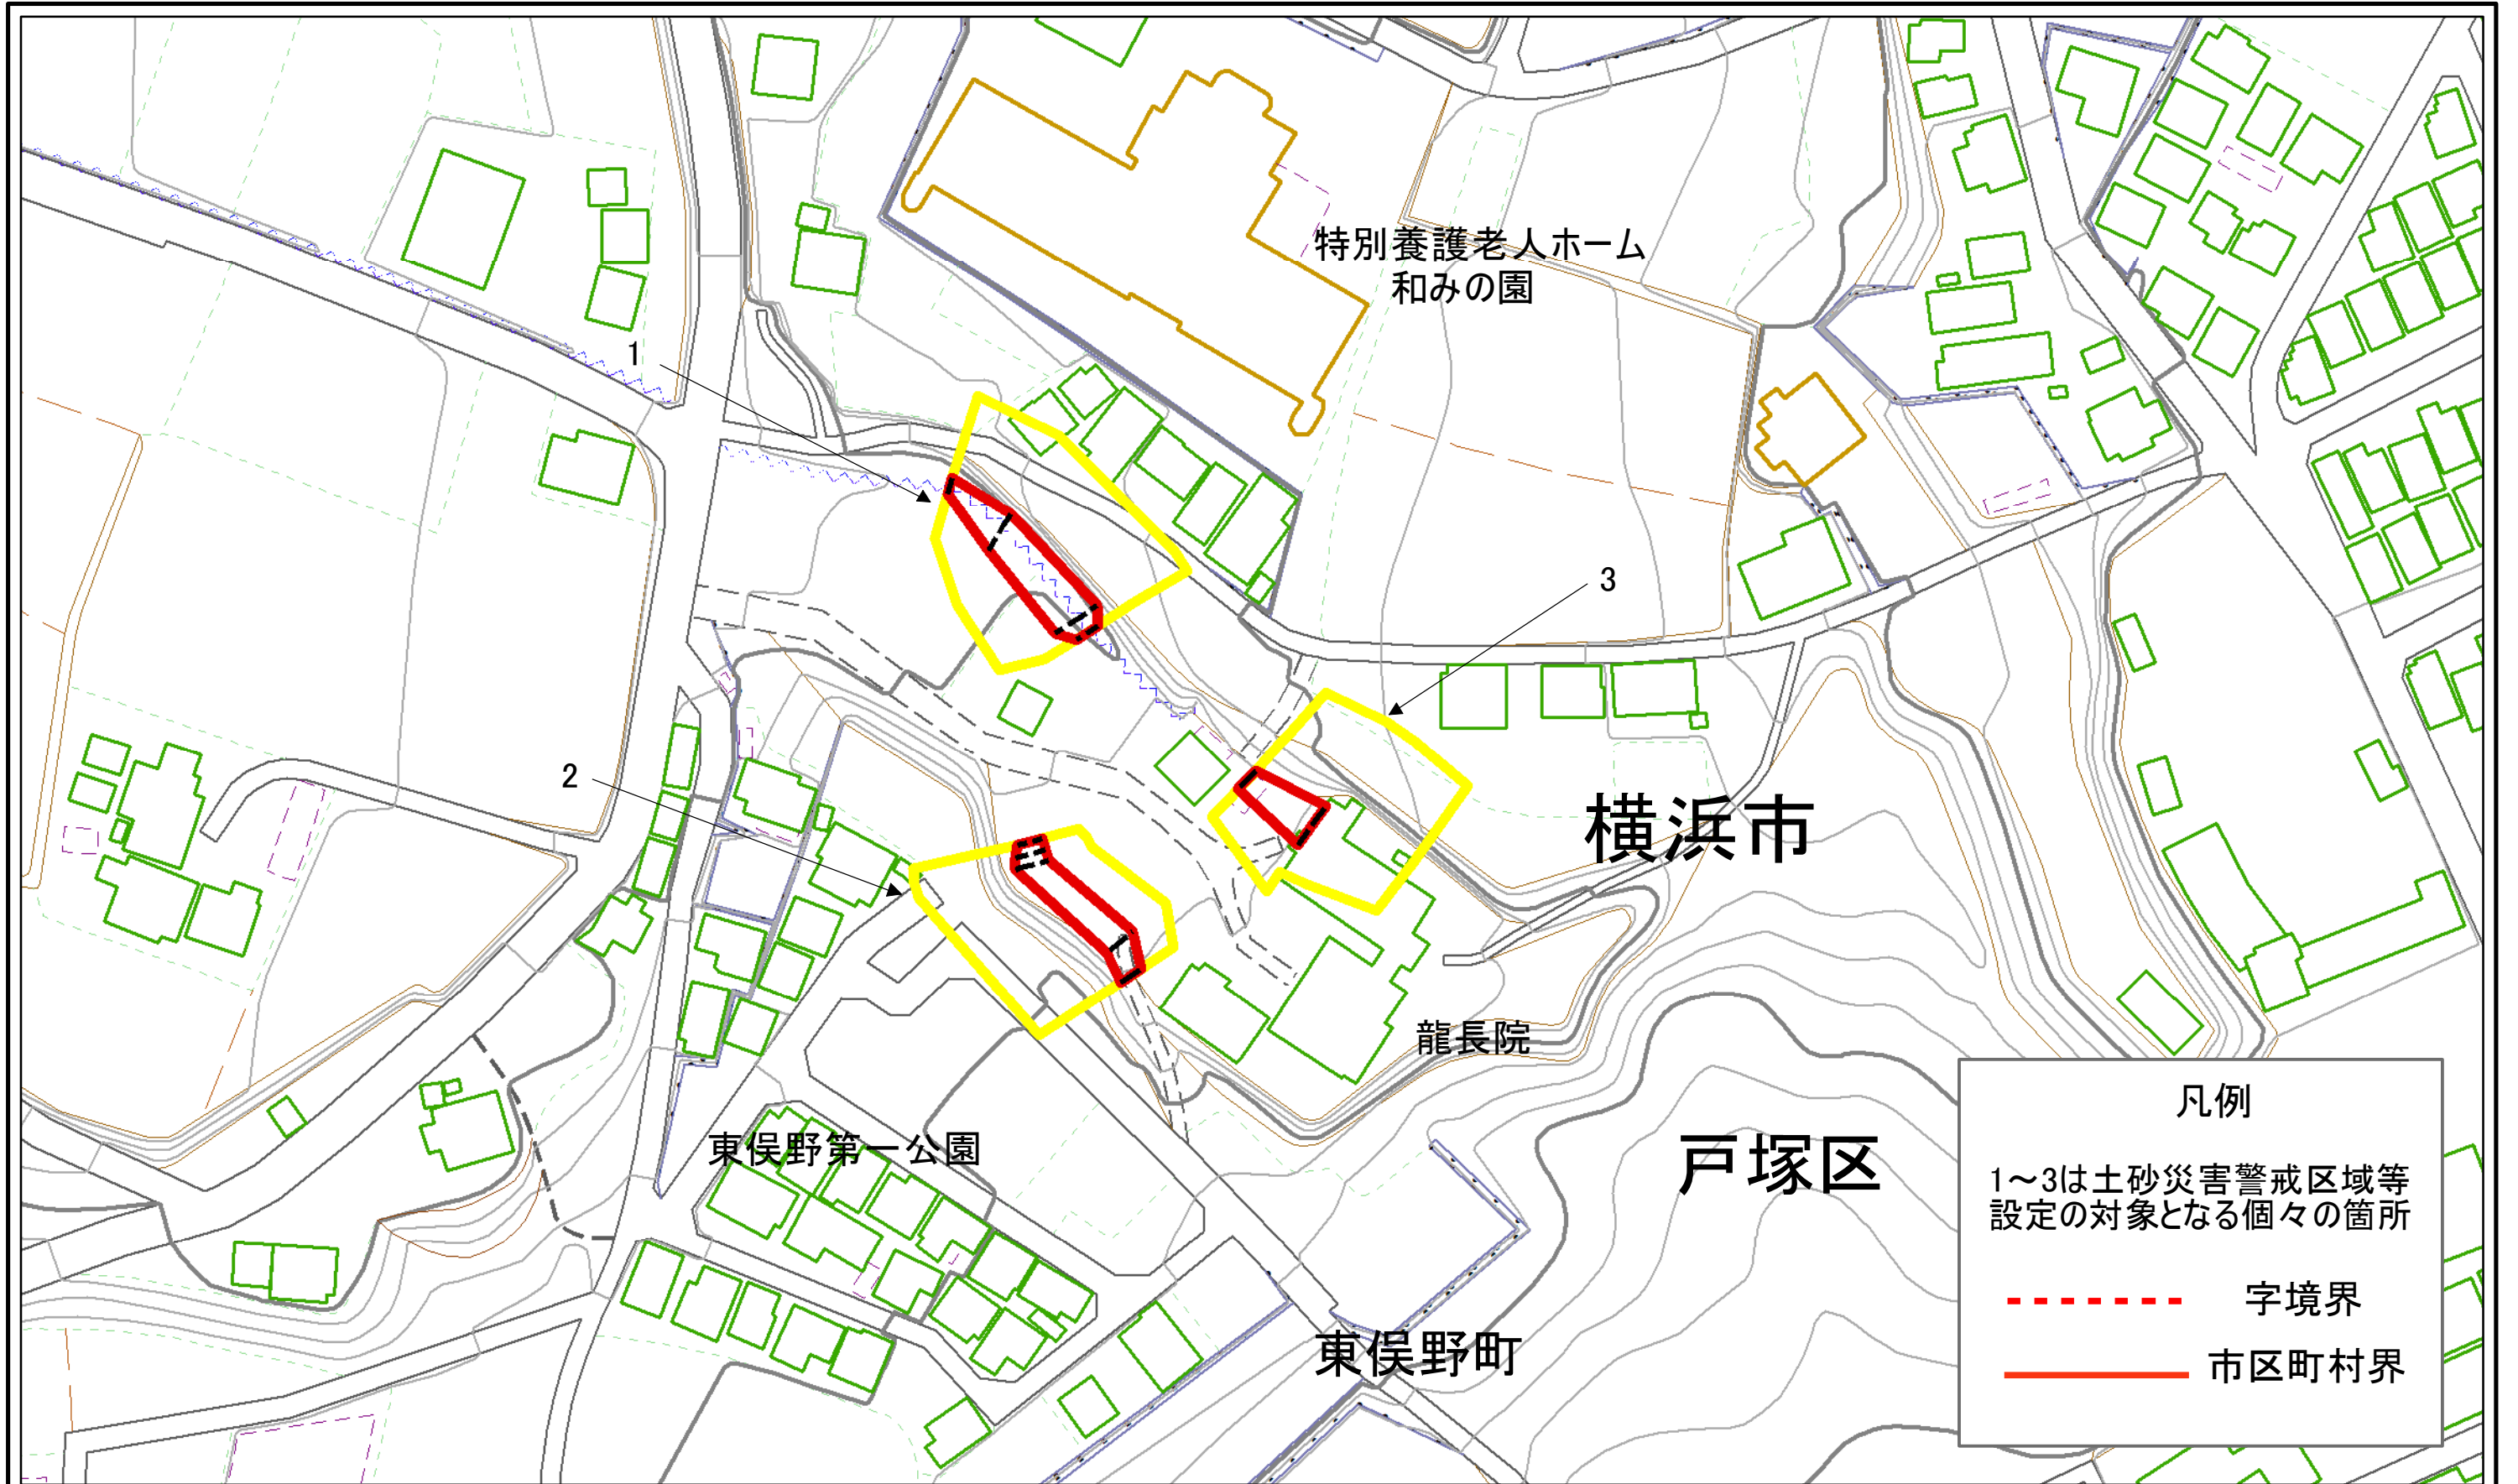 特別養護老人ホーム
和みの園
1
3
2
横浜市
龍長院
東俣野第一公園
戸塚区
東俣野町
凡例
1～3は土砂災害警戒区域等
設定の対象となる個々の箇所
字境界
市区町村界